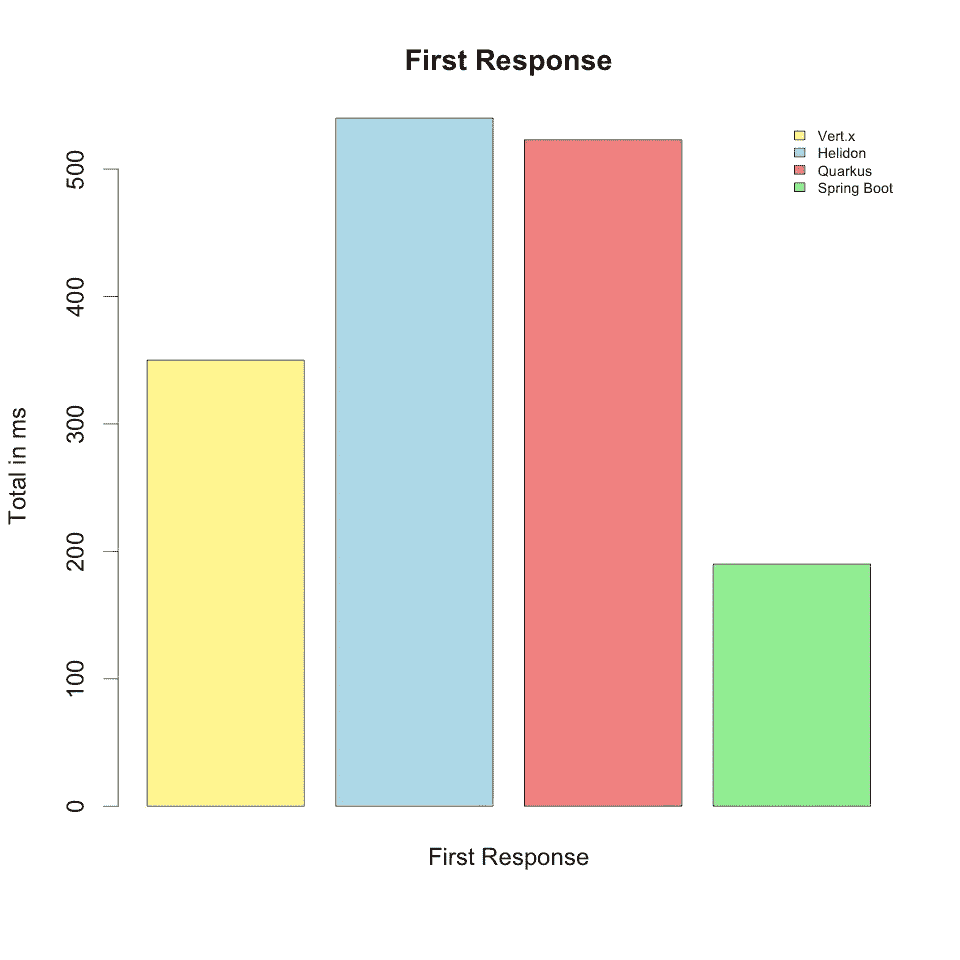 First Response
Vert.x
Helidon
Quarkus
Spring Boot
500
400
300
200
100
0
Total in ms
First Response